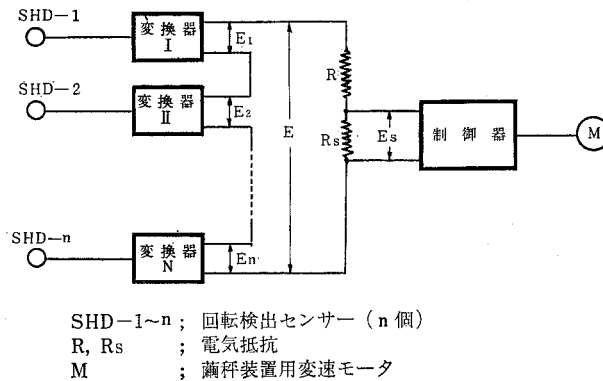 SHD-1
変換器
I
E1
SHD-2
変換器
II
E2
E
R
Rs
Es
制御器
M
SHD-n
変換器
N
En
SHD-1~n ; 回転検出センサー (n 個)
R, Rs ; 電気抵抗
M ; 繭秤装置用変速モータ